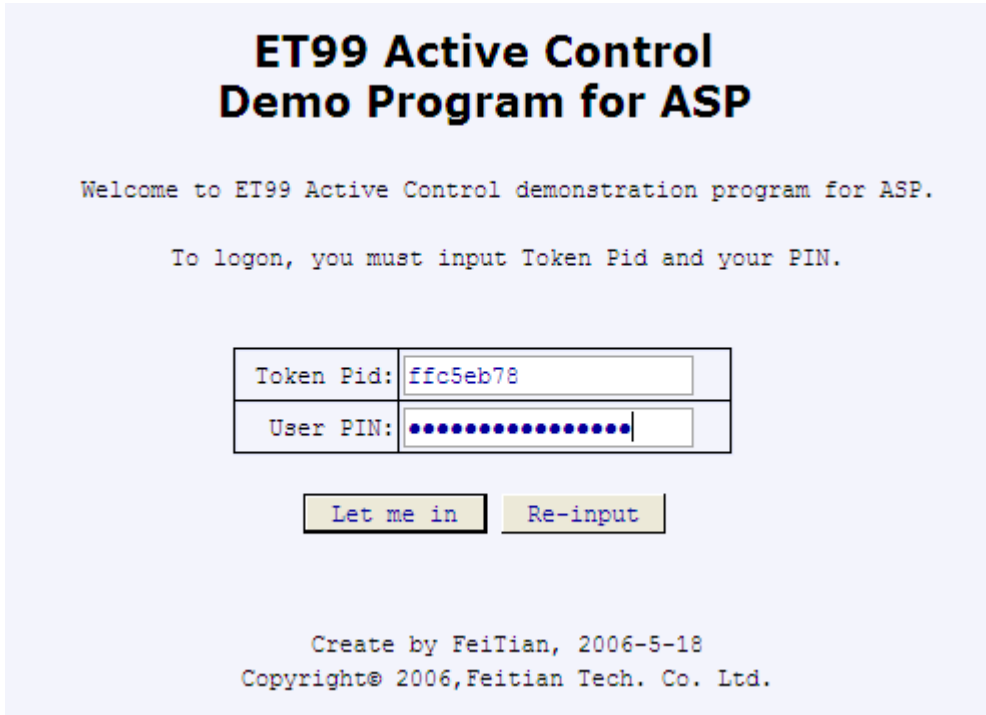 ET99 Active Control
Demo Program for ASP
Welcome to ET99 Active Control demonstration program for ASP.
To logon, you must input Token Pid and your PIN.
Token Pid: ffc5eb78
User PIN: ●●●●●●●●●●●●●●●●
Let me in Re-input
Create by FeiTian, 2006-5-18
Copyright© 2006,Feitian Tech. Co. Ltd.